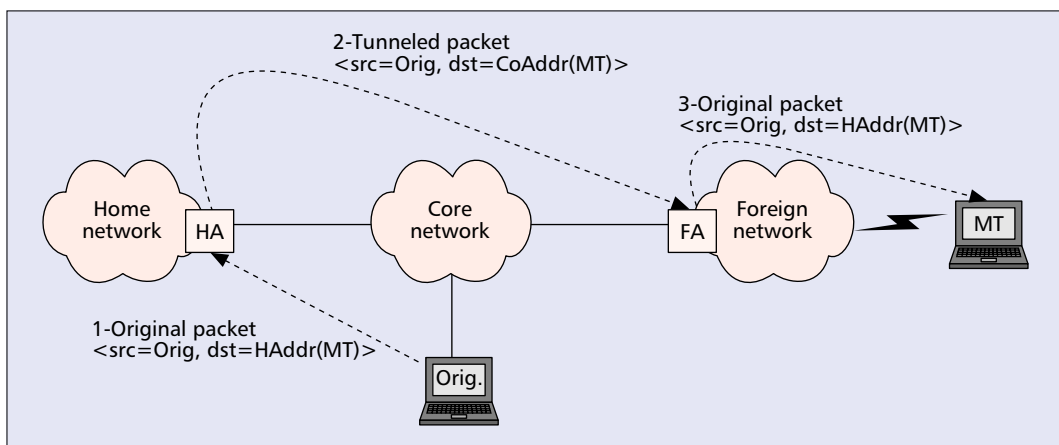 2-Tunneled packet
<src=Orig, dst=CoAddr(MT)>
3-Original packet
<src=Orig, dst=HAddr(MT)>
Home
network
HA
Core
network
FA
Foreign
network
MT
1-Original packet
<src=Orig, dst=HAddr(MT)>
Orig.